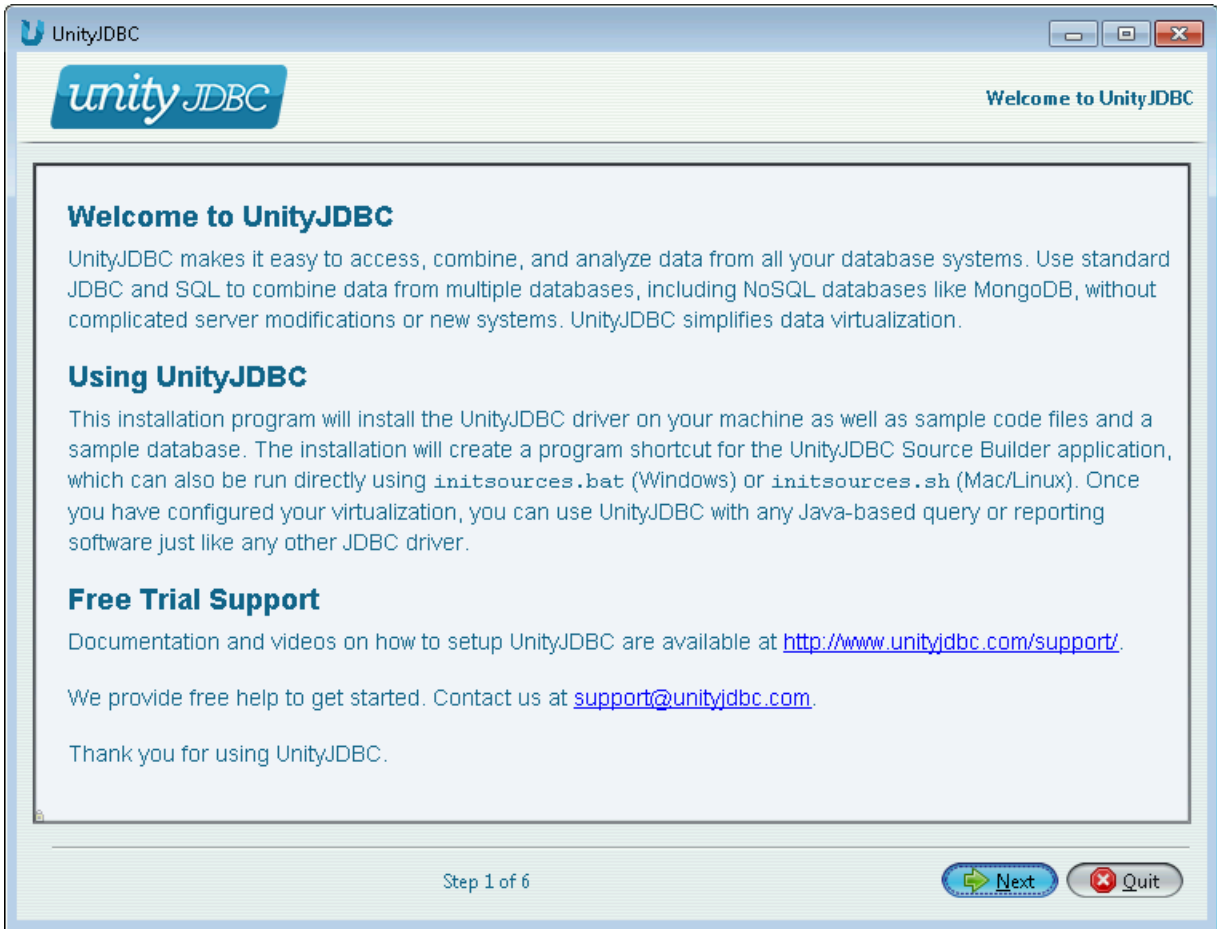 UnityJDBC
unity JDBC
Welcome to UnityJDBC
Welcome to UnityJDBC
UnityJDBC makes it easy to access, combine, and analyze data from all your database systems. Use standard
JDBC and SQL to combine data from multiple databases, including NoSQL databases like MongoDB, without
complicated server modifications or new systems. UnityJDBC simplifies data virtualization.
Using UnityJDBC
This installation program will install the UnityJDBC driver on your machine as well as sample code files and a
sample database. The installation will create a program shortcut for the UnityJDBC Source Builder application,
which can also be run directly using initsources.bat (Windows) or initsources.sh (Mac/Linux). Once
you have configured your virtualization, you can use UnityJDBC with any Java-based query or reporting
software just like any other JDBC driver.
Free Trial Support
Documentation and videos on how to setup UnityJDBC are available at http://www.unityjdbc.com/support/.
We provide free help to get started. Contact us at support@unityjdbc.com.
Thank you for using UnityJDBC.
Step 1 of 6
Next
Quit